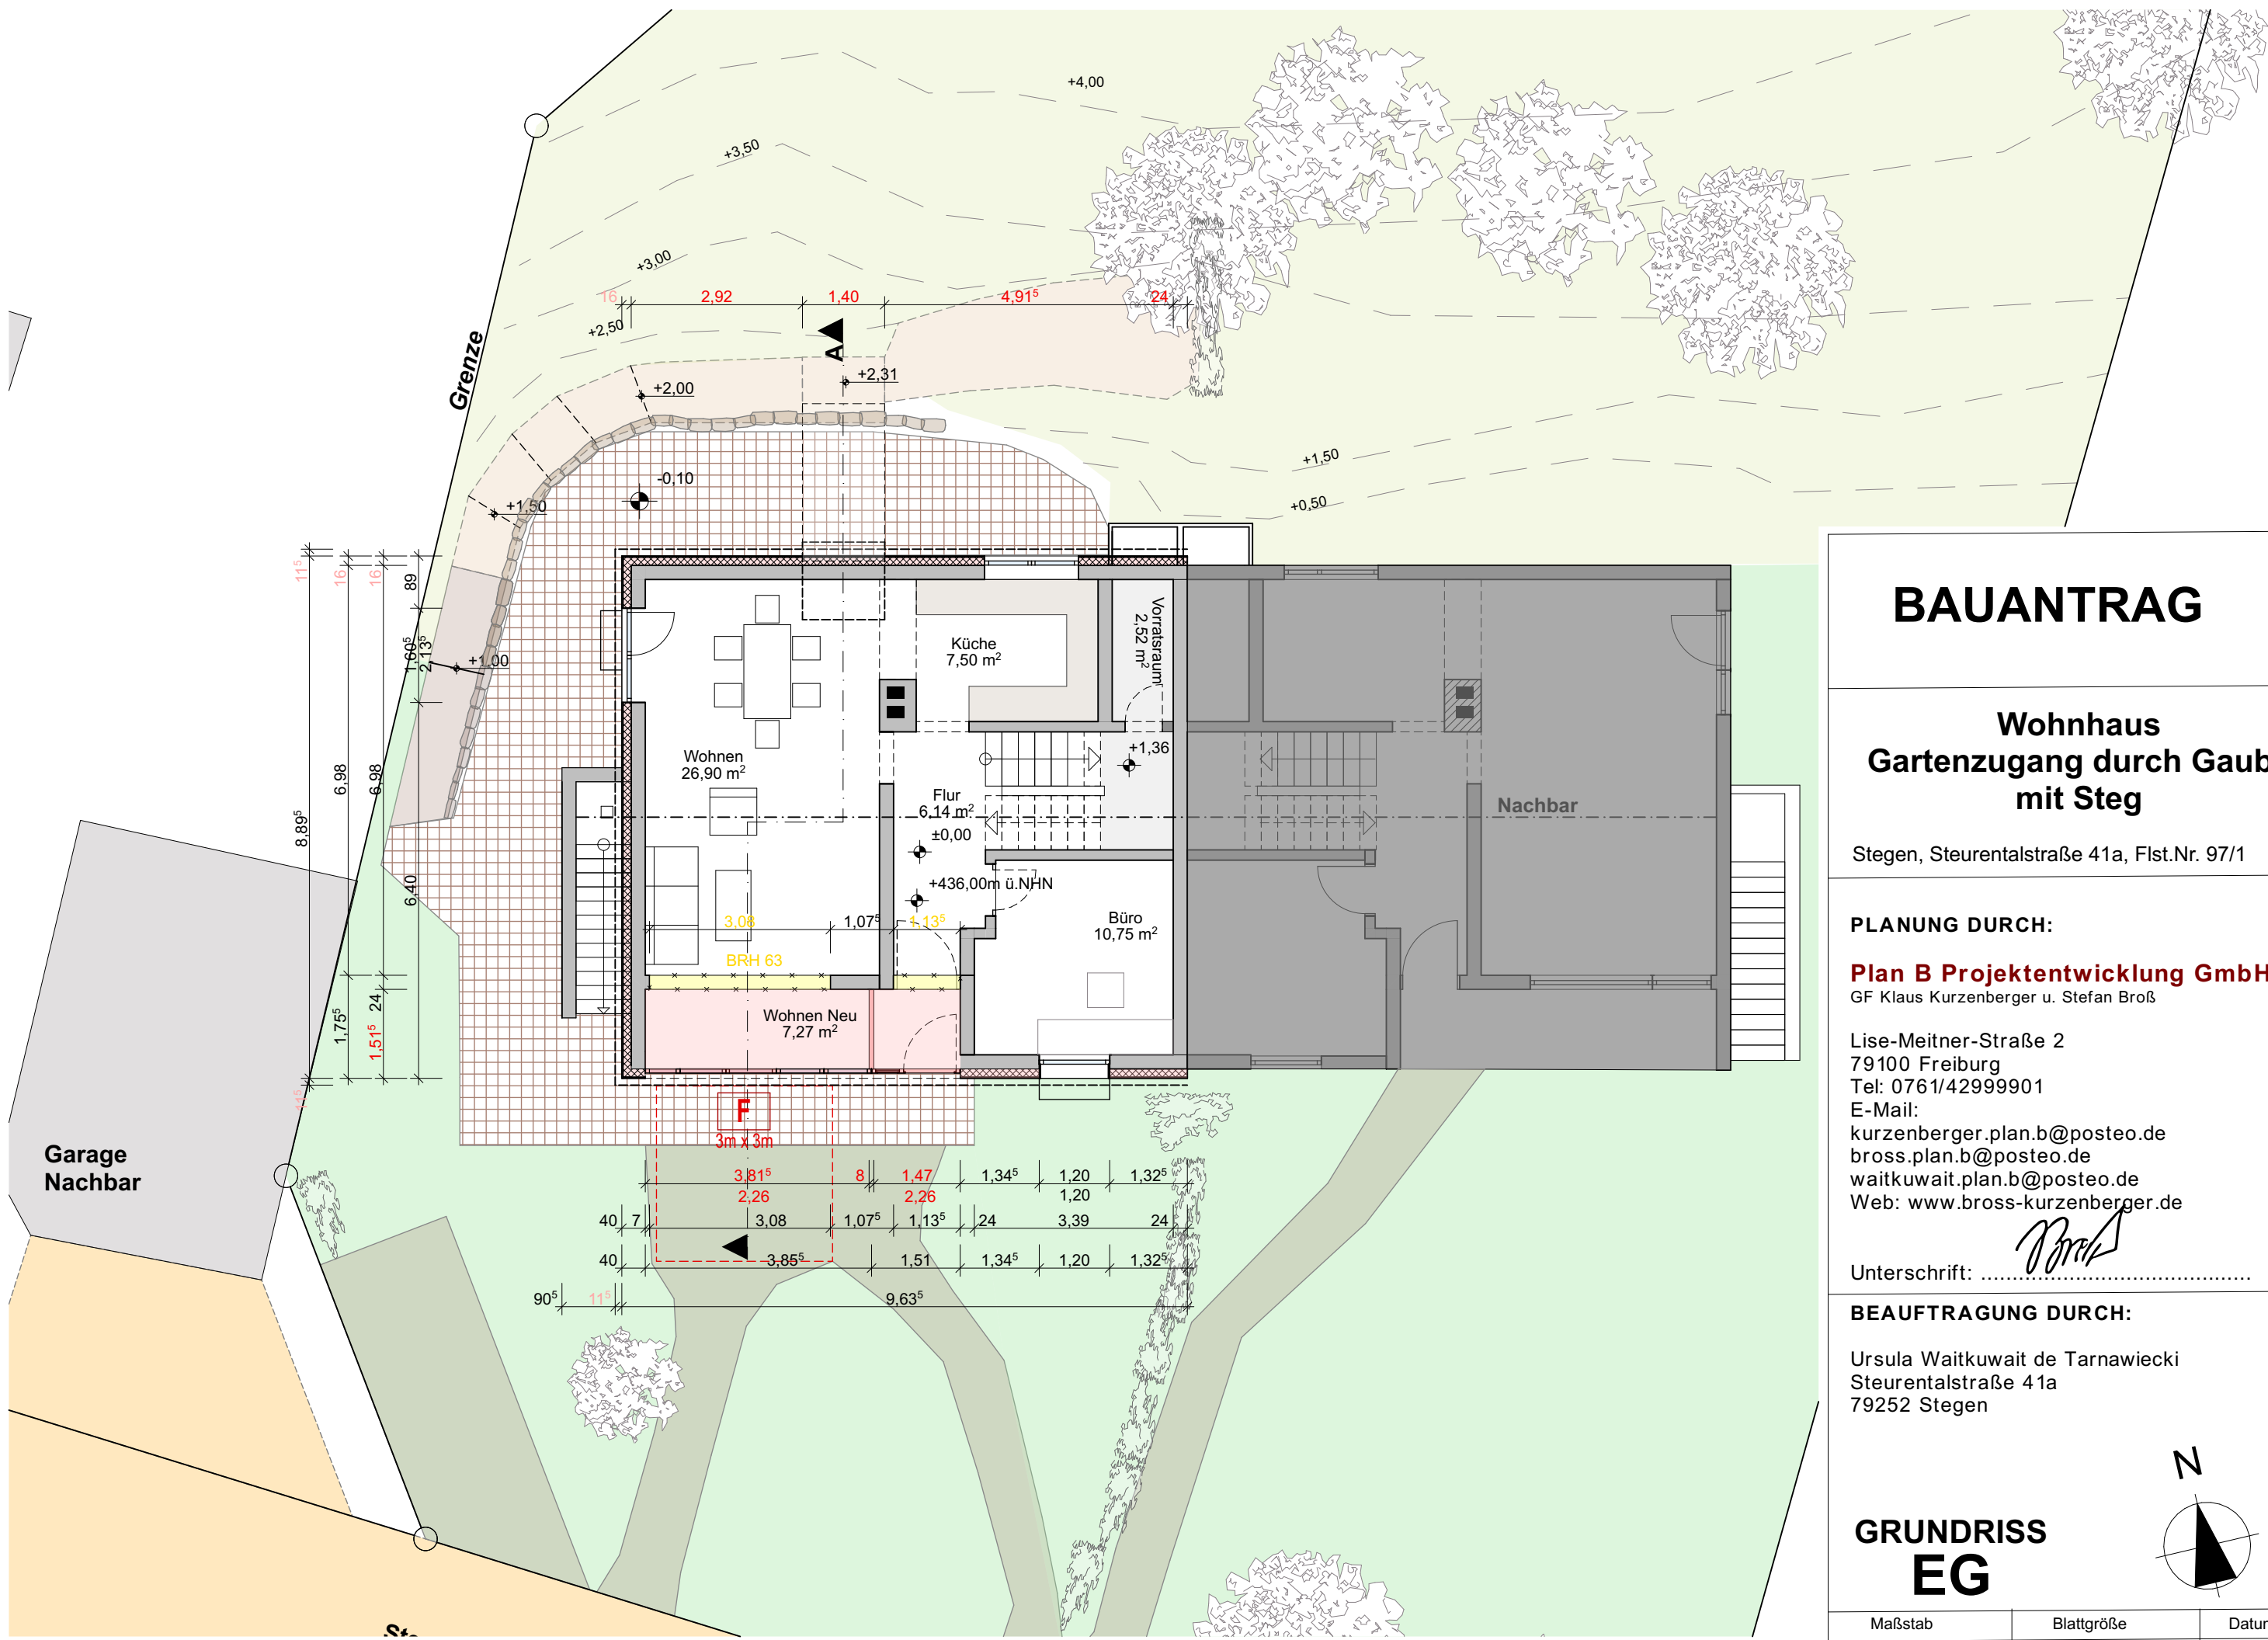 +4,00
+3,50
+3,00
+2,50
16 2,92 1,40 4,91⁵ 24
A
Grenze
+2,00
+2,31
+1,50
+0,50
-0,10
+1,50
+1,00
11⁵ 16 16 89
1,60⁵
2,13⁵
8,89⁵ 6,98 6,98 6,40
1,75⁵ 24
1,51⁵
11⁵
Küche
7,50 m²
Vorratsraum
2,52 m²
Wohnen
26,90 m²
+1,36
Flur
6,14 m²
±0,00
+436,00m ü.NHN
Nachbar
3.08 1,07⁵ 1,13⁵
BRH 63
Büro
10,75 m²
Wohnen Neu
7,27 m²
F
3m x 3m
3,81⁵ 8 1,47 1,34⁵ 1,20 1,32⁵
2,26 2,26 1,20
40 7 3,08 1,07⁵ 1,13⁵ 24 3,39 24
40 3,85⁵ 1,51 1,34⁵ 1,20 1,32⁵
90⁵ 11⁵ 9,63⁵
Garage
Nachbar
BAUANTRAG
Wohnhaus
Gartenzugang durch Gaub
mit Steg
Stegen, Steurentalstraße 41a, Flst.Nr. 97/1
PLANUNG DURCH:
Plan B Projektentwicklung GmbH
GF Klaus Kurzenberger u. Stefan Broß
Lise-Meitner-Straße 2
79100 Freiburg
Tel: 0761/42999901
E-Mail:
kurzenberger.plan.b@posteo.de
bross.plan.b@posteo.de
waitkuwait.plan.b@posteo.de
Web: www.bross-kurzenberger.de
Unterschrift: ............................................
BEAUFTRAGUNG DURCH:
Ursula Waitkuwait de Tarnawiecki
Steurentalstraße 41a
79252 Stegen
N
GRUNDRISS
EG
Maßstab Blattgröße Datum